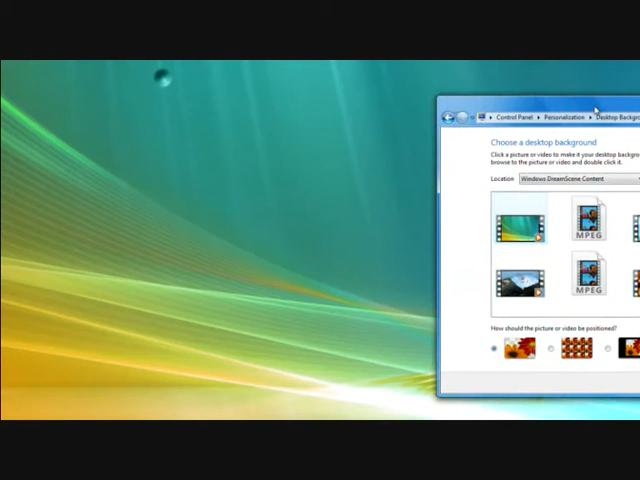 Control Panel ▸ Personalization ▸ Desktop Backgro
Choose a desktop background
Click a picture or video to make it your desktop backgro
browse to the picture or video and double click it.
Location Windows DreamScene Content
MPEG
MPEG
How should the picture or video be positioned?